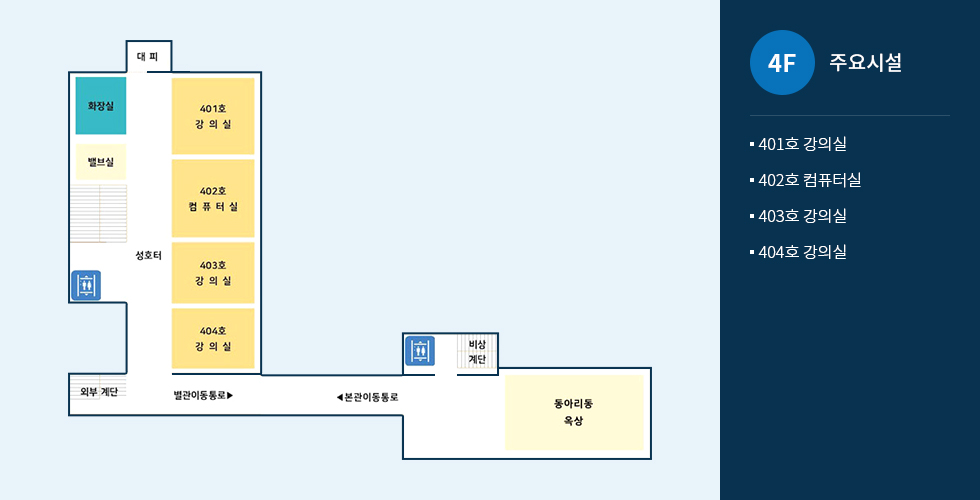 대 피
화장실
401호
강 의 실
밸브실
402호
컴 퓨 터 실
성호터
403호
강 의 실
404호
강 의 실
비상
계단
외부 계단
별관이동통로▶
◀본관이동통로
동아리동
옥상
4F 주요시설
▪ 401호 강의실
▪ 402호 컴퓨터실
▪ 403호 강의실
▪ 404호 강의실